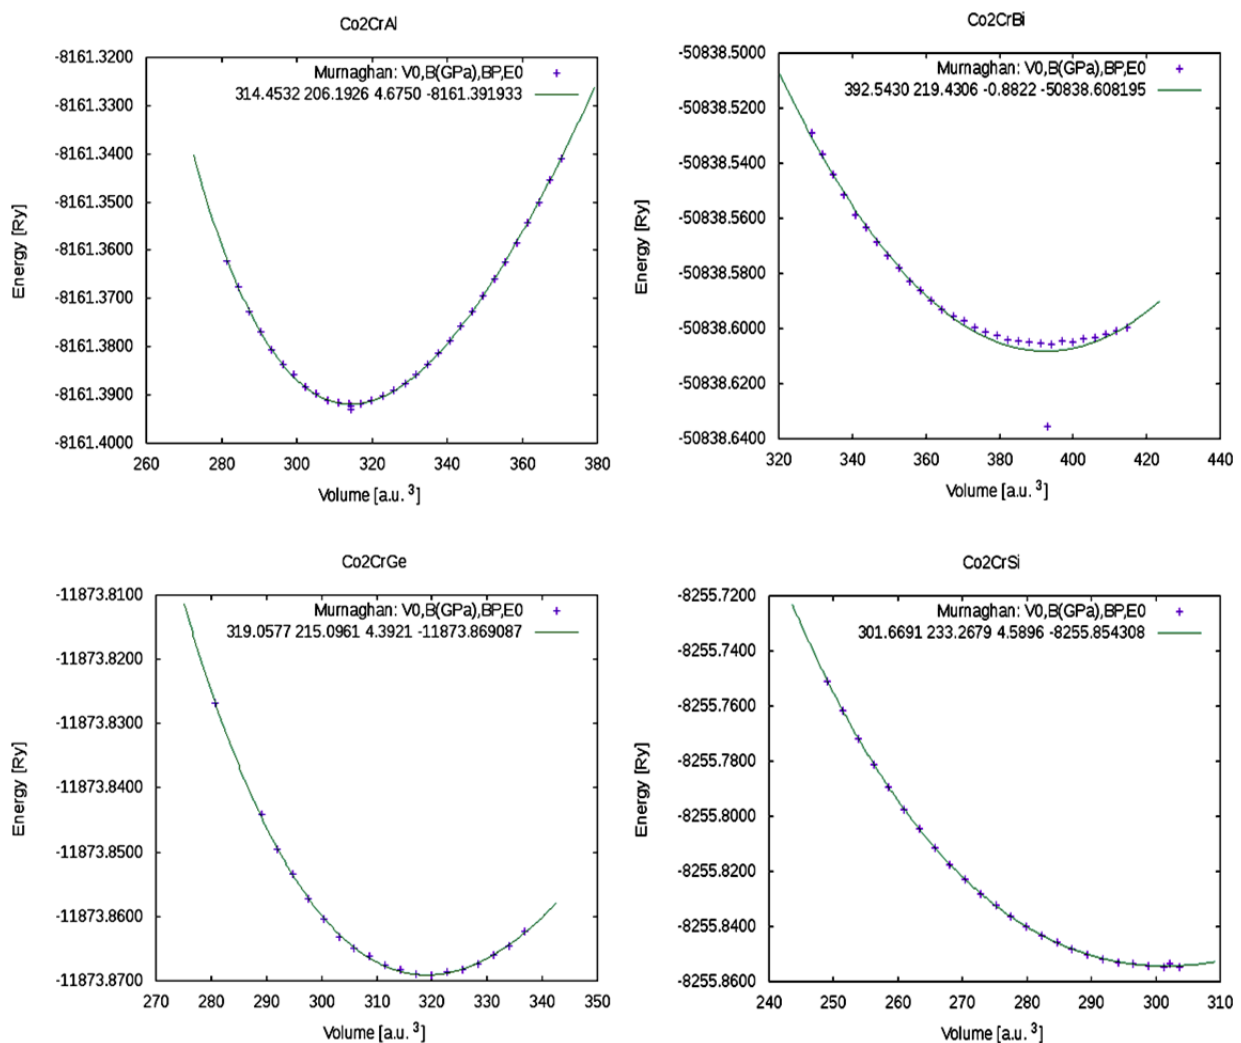 Co2CrAl
-8161.3200
-8161.3300
-8161.3400
-8161.3500
-8161.3600
-8161.3700
-8161.3800
-8161.3900
-8161.4000
Energy [Ry]
Murnaghan: V0,B(GPa),BP,E0
314.4532 206.1926 4.6750 -8161.391933
260 280 300 320 340 360 380
Volume [a.u. 3]
Co2CrBi
-50838.5000
-50838.5200
-50838.5400
-50838.5600
-50838.5800
-50838.6000
-50838.6200
-50838.6400
Energy [Ry]
Murnaghan: V0,B(GPa),BP,E0
392.5430 219.4306 -0.8822 -50838.608195
320 340 360 380 400 420 440
Volume [a.u. 3]
Co2CrGe
-11873.8100
-11873.8200
-11873.8300
-11873.8400
-11873.8500
-11873.8600
-11873.8700
Energy [Ry]
Murnaghan: V0,B(GPa),BP,E0
319.0577 215.0961 4.3921 -11873.869087
270 280 290 300 310 320 330 340 350
Volume [a.u. 3]
Co2CrSi
-8255.7200
-8255.7400
-8255.7600
-8255.7800
-8255.8000
-8255.8200
-8255.8400
-8255.8600
Energy [Ry]
Murnaghan: V0,B(GPa),BP,E0
301.6691 233.2679 4.5896 -8255.854308
240 250 260 270 280 290 300 310
Volume [a.u. 3]